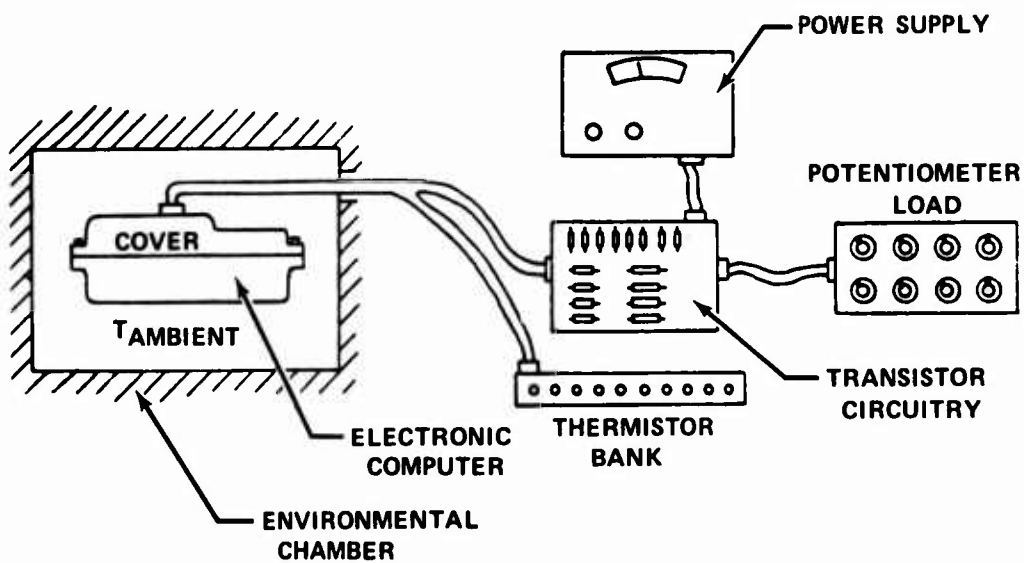 POWER SUPPLY
POTENTIOMETER
LOAD
COVER
TAMBIENT
TRANSISTOR
CIRCUITRY
THERMISTOR
BANK
ELECTRONIC
COMPUTER
ENVIRONMENTAL
CHAMBER